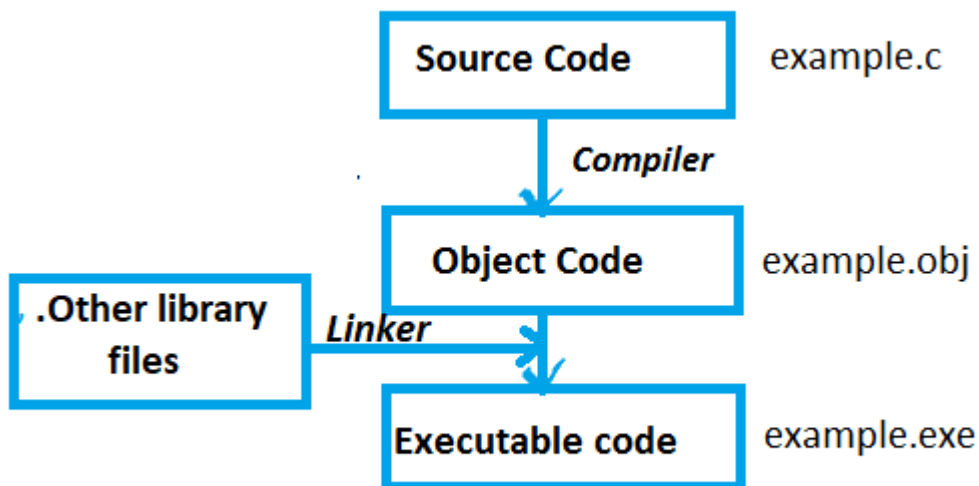 Source Code
example.c
Compiler
Object Code
example.obj
, .Other library
files
Linker
Executable code
example.exe